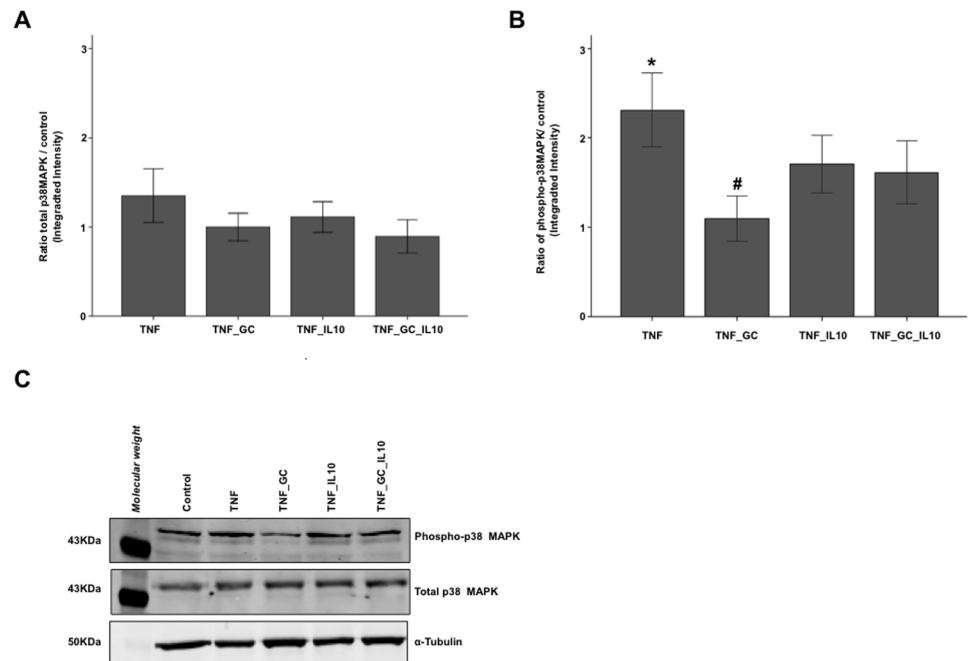 A
Ratio total p38MAPK / control
(Integradted Intensity)
3
2
1
0
TNF
TNF_GC
TNF_IL10
TNF_GC_IL10
B
Ratio of phospho-p38MAPK/ control
(Integradted Intensity)
3
2
1
0
*
#
TNF
TNF_GC
TNF_IL10
TNF_GC_IL10
C
Molecular weight
Control
TNF
TNF_GC
TNF_IL10
TNF_GC_IL10
43KDa
Phospho-p38 MAPK
43KDa
Total p38 MAPK
50KDa
α-Tubulin